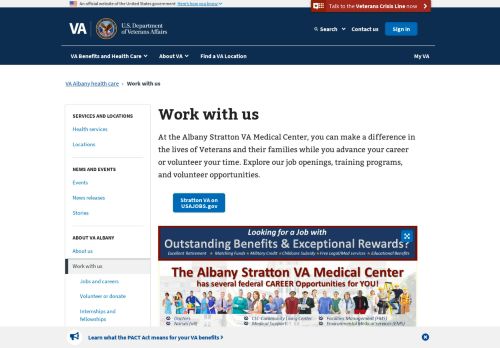 An official website of the United States government Here's how you know
Talk to the Veterans Crisis Line now
VA
U.S. Department of Veterans Affairs
Search
Contact us
Sign in
VA Benefits and Health Care
About VA
Find a VA Location
My VA
VA Albany health care › Work with us
SERVICES AND LOCATIONS
Health services
Locations
NEWS AND EVENTS
Events
News releases
Stories
ABOUT VA ALBANY
About us
Work with us
Jobs and careers
Volunteer or donate
Internships and
fellowships
Work with us
At the Albany Stratton VA Medical Center, you can make a difference in
the lives of Veterans and their families while you advance your career
or volunteer your time. Explore our job openings, training programs,
and volunteer opportunities.
Stratton VA on
USAJOBS.gov
Looking for a Job with
Outstanding Benefits & Exceptional Rewards?
Excellent Retirement • Matching Funds • Military Credit • Childcare Subsidy • Free Legal/Med services • Educational Benefits
The Albany Stratton VA Medical Center
has several federal CAREER Opportunities for YOU!
Doctors
CLC-Community Living Center
Facilities Management (FMS)
Nurses
Medical Support
Environmental Medical Services (EMS)
Learn what the PACT Act means for your VA benefits